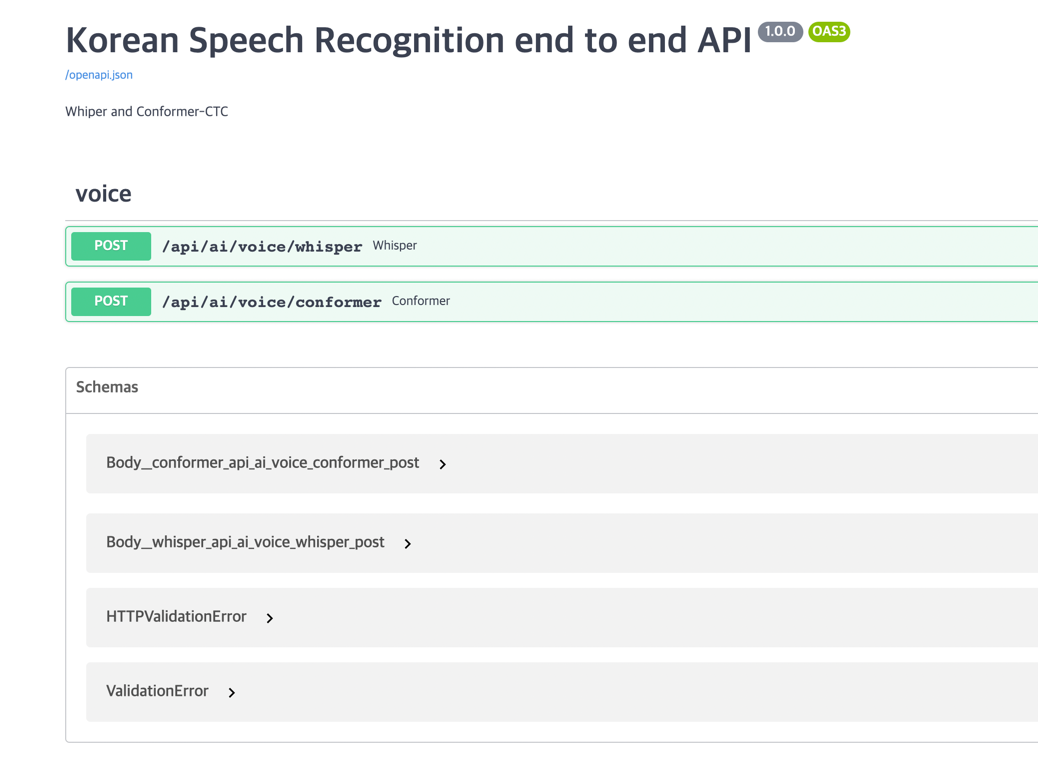 Korean Speech Recognition end to end API 1.0.0 OAS3
/openapi.json
Whiper and Conformer-CTC
voice
POST /api/ai/voice/whisper Whisper
POST /api/ai/voice/conformer Conformer
Schemas
Body__conformer_api_ai_voice_conformer_post
Body__whisper_api_ai_voice_whisper_post
HTTPValidationError
ValidationError